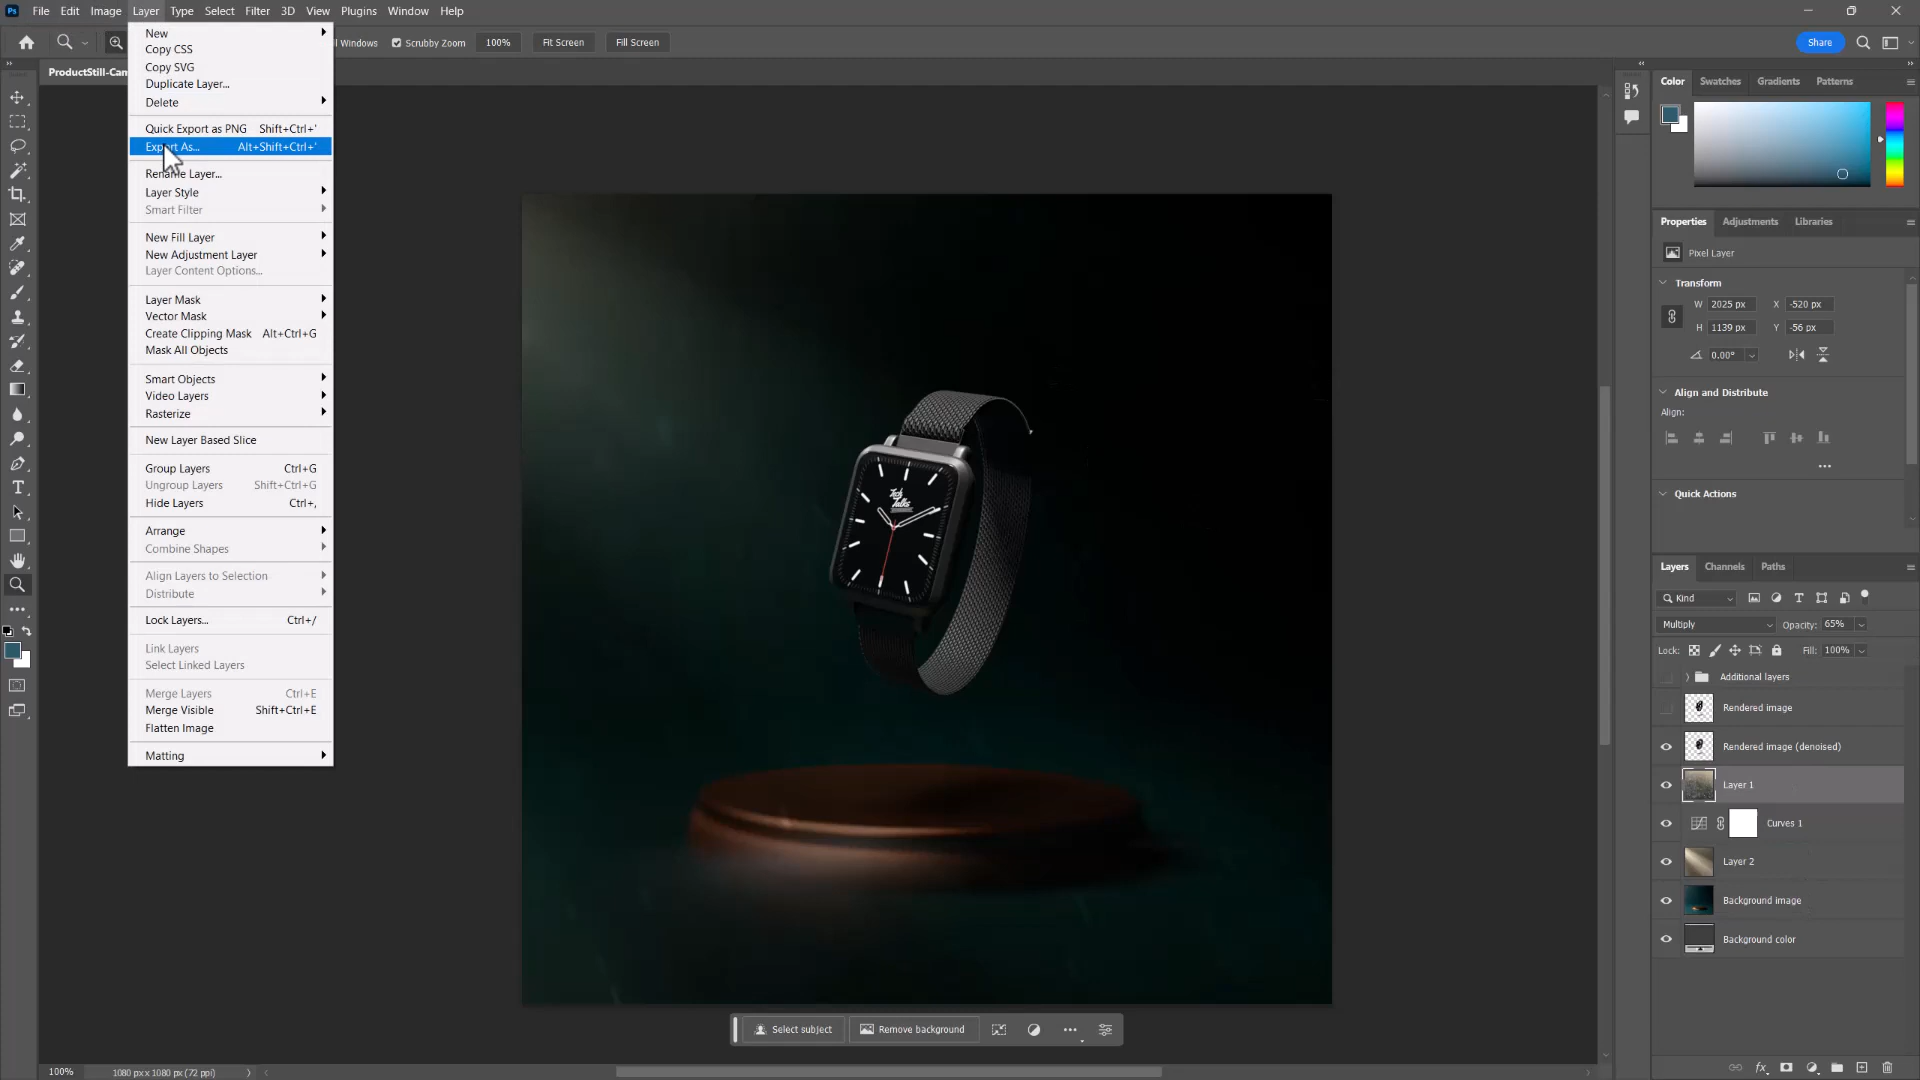 Ps File Edit Image Layer Type Select Filter 3D View Plugins Window Help
Windows Scrubby Zoom 100% Fit Screen Fill Screen
Share
ProductStill-Cam
New
Copy CSS
Copy SVG
Duplicate Layer...
Delete
Quick Export as PNG Shift+Ctrl+'
Export As... Alt+Shift+Ctrl+'
Rename Layer...
Layer Style
Smart Filter
New Fill Layer
New Adjustment Layer
Layer Content Options...
Layer Mask
Vector Mask
Create Clipping Mask Alt+Ctrl+G
Mask All Objects
Smart Objects
Video Layers
Rasterize
New Layer Based Slice
Group Layers Ctrl+G
Ungroup Layers Shift+Ctrl+G
Hide Layers Ctrl+,
Arrange
Combine Shapes
Align Layers to Selection
Distribute
Lock Layers... Ctrl+/
Link Layers
Select Linked Layers
Merge Layers Ctrl+E
Merge Visible Shift+Ctrl+E
Flatten Image
Matting
Tech
Talks
Select subject Remove background
100% 1080 px x 1080 px (72 ppi)
Color Swatches Gradients Patterns
Properties Adjustments Libraries
Pixel Layer
Transform
W 2025 px X -520 px
H 1139 px Y -56 px
0.00°
Align and Distribute
Align:
Quick Actions
Layers Channels Paths
Kind
Multiply Opacity: 65%
Lock: Fill: 100%
Additional layers
Rendered image
Rendered image (denoised)
Layer 1
Curves 1
Layer 2
Background image
Background color
fx